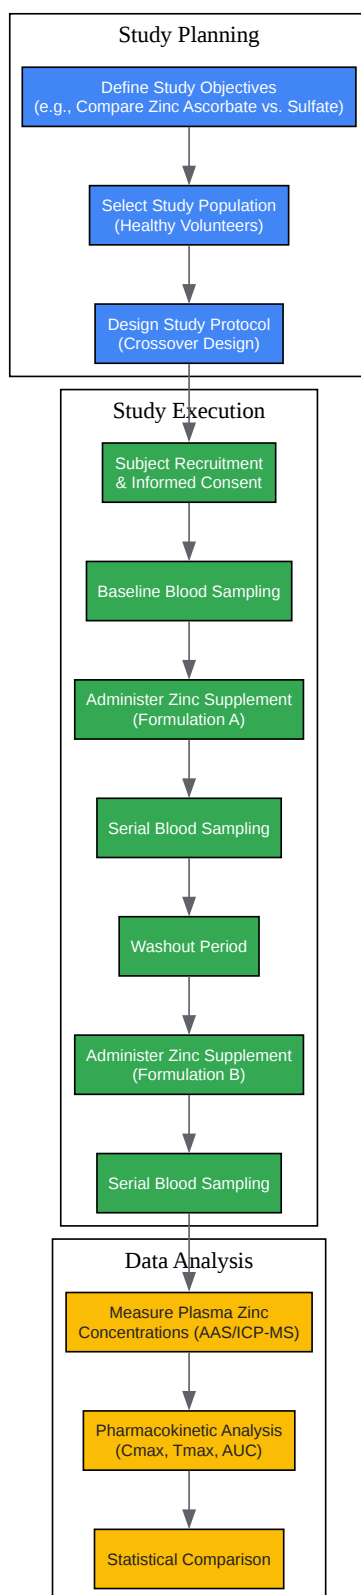 Study Planning
Define Study Objectives
(e.g., Compare Zinc Ascorbate vs. Sulfate)
Select Study Population
(Healthy Volunteers)
Design Study Protocol
(Crossover Design)
Study Execution
Subject Recruitment
& Informed Consent
Baseline Blood Sampling
Administer Zinc Supplement
(Formulation A)
Serial Blood Sampling
Washout Period
Administer Zinc Supplement
(Formulation B)
Serial Blood Sampling
Data Analysis
Measure Plasma Zinc
Concentrations (AAS/ICP-MS)
Pharmacokinetic Analysis
(Cmax, Tmax, AUC)
Statistical Comparison